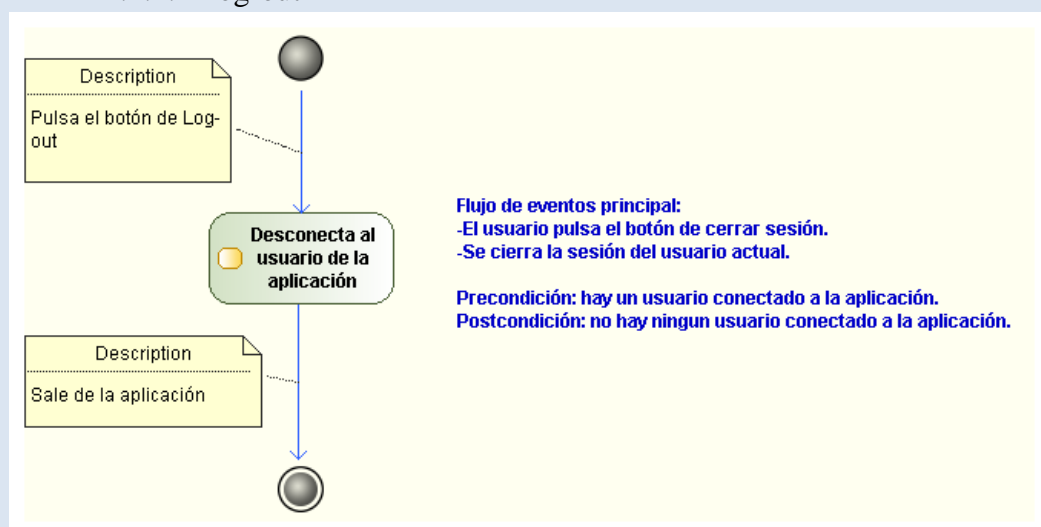 Description
Pulsa el botón de Log-
out
Desconecta al
usuario de la
aplicación
Flujo de eventos principal:
-El usuario pulsa el botón de cerrar sesión.
-Se cierra la sesión del usuario actual.
Precondición: hay un usuario conectado a la aplicación.
Postcondición: no hay ningun usuario conectado a la aplicación.
Description
Sale de la aplicación